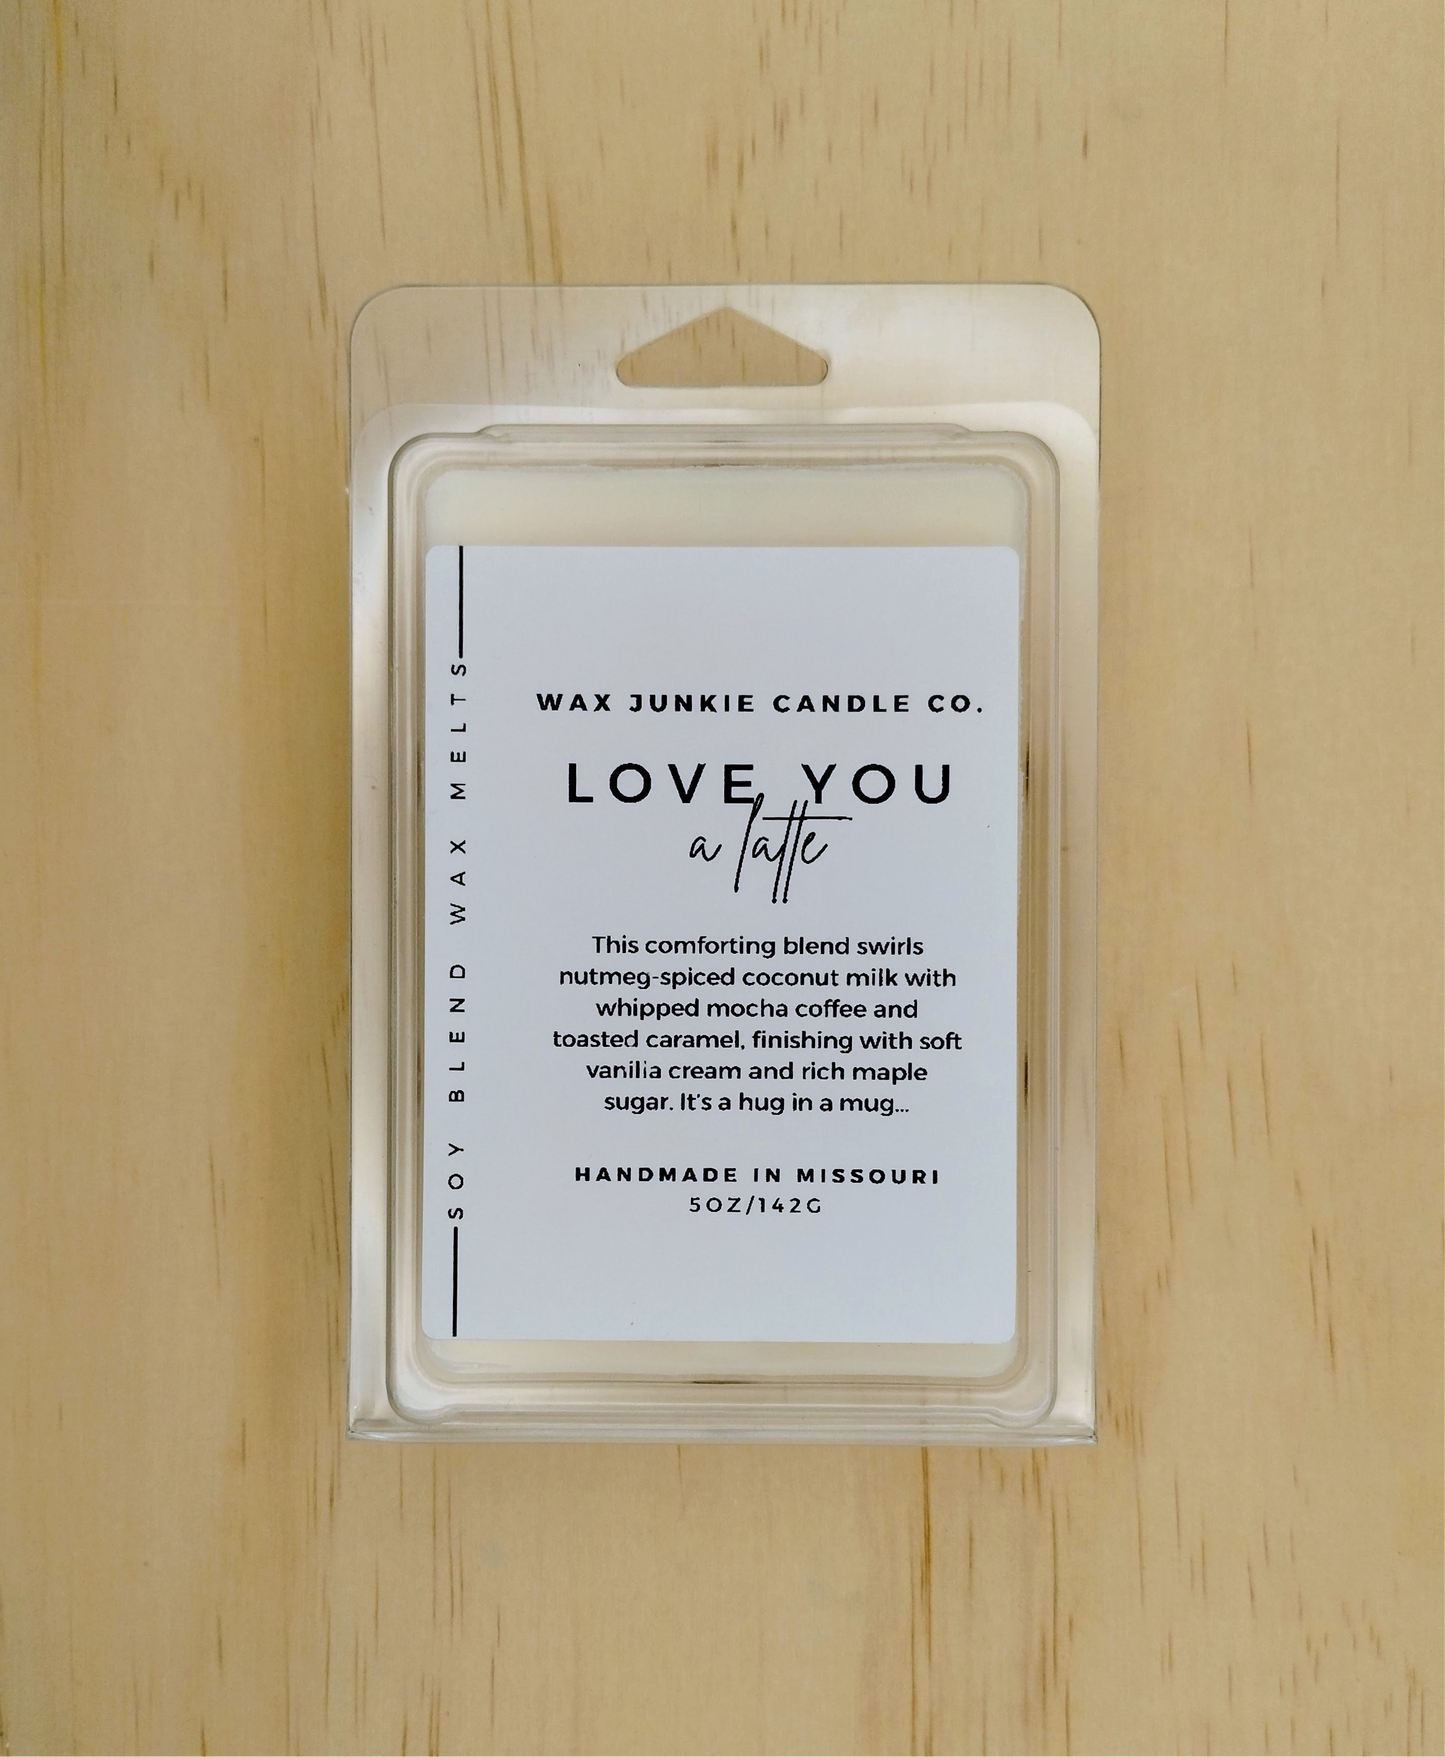 SOY BLEND WAX MELTS
WAX JUNKIE CANDLE CO.
LOVE YOU
a latte
This comforting blend swirls
nutmeg-spiced coconut milk with
whipped mocha coffee and
toasted caramel, finishing with soft
vanilia cream and rich maple
sugar. It's a hug in a mug...
HANDMADE IN MISSOURI
5OZ/142G